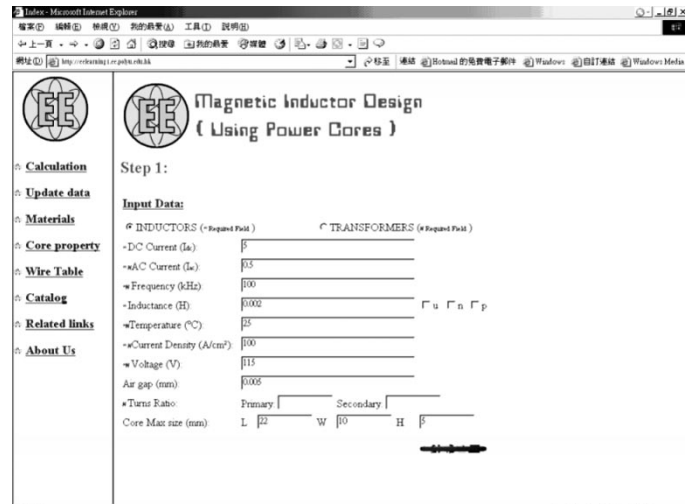 Index - Microsoft Internet Explorer
檔案(F) 編輯(E) 檢視(V) 我的最愛(A) 工具(T) 說明(H)
上一頁 搜尋 我的最愛 媒體
網址(D) 移至 連結 Hotmail 的免費電子郵件 Windows 自訂連結 Windows Media
EE
Calculation
Update data
Materials
Core property
Wire Table
Catalog
Related links
About Us
EE
Magnetic Inductor Design
( Using Power Cores )
Step 1:
Input Data:
INDUCTORS (* Required Field ) TRANSFORMERS (# Required Field )
*DC Current (Idc): 5
*#AC Current (Iac): 0.5
*#Frequency (kHz): 100
*Inductance (H): 0.002 u n p
*#Temperature (°C): 25
*#Current Density (A/cm²): 100
*#Voltage (V): 115
Air gap (mm): 0.005
#Turns Ratio: Primary: Secondary:
Core Max size (mm): L 22 W 10 H 5